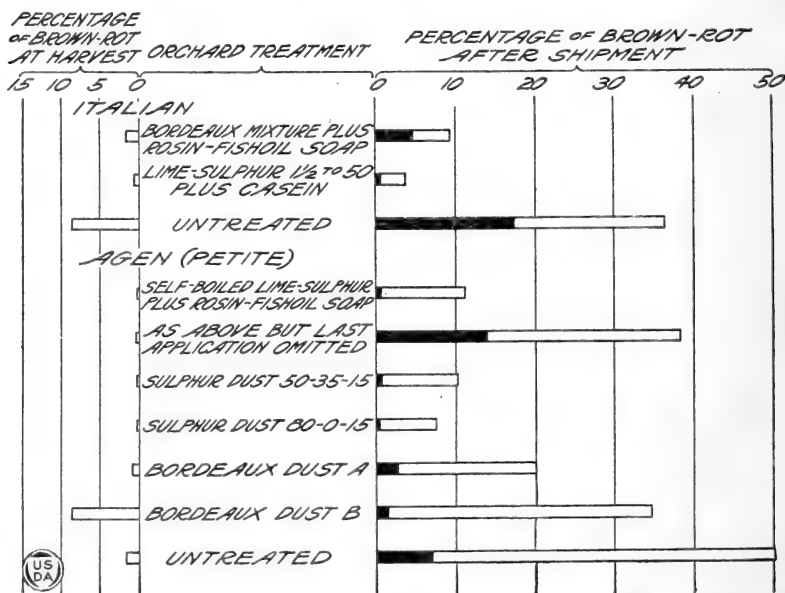 PERCENTAGE
OF BROWN-ROT
AT HARVEST
ORCHARD TREATMENT
PERCENTAGE OF BROWN-ROT
AFTER SHIPMENT
15 10 5 0
0 10 20 30 40 50
ITALIAN
BORDEAUX MIXTURE PLUS
ROSIN-FISHOIL SOAP
LIME-SULPHUR 1½ TO 50
PLUS CASEIN
UNTREATED
AGEN (PETITE)
SELF-BOILED LIME-SULPHUR
PLUS ROSIN-FISHOIL SOAP
AS ABOVE BUT LAST
APPLICATION OMITTED
SULPHUR DUST 50-35-15
SULPHUR DUST 80-0-15
BORDEAUX DUST A
BORDEAUX DUST B
UNTREATED
US
DA